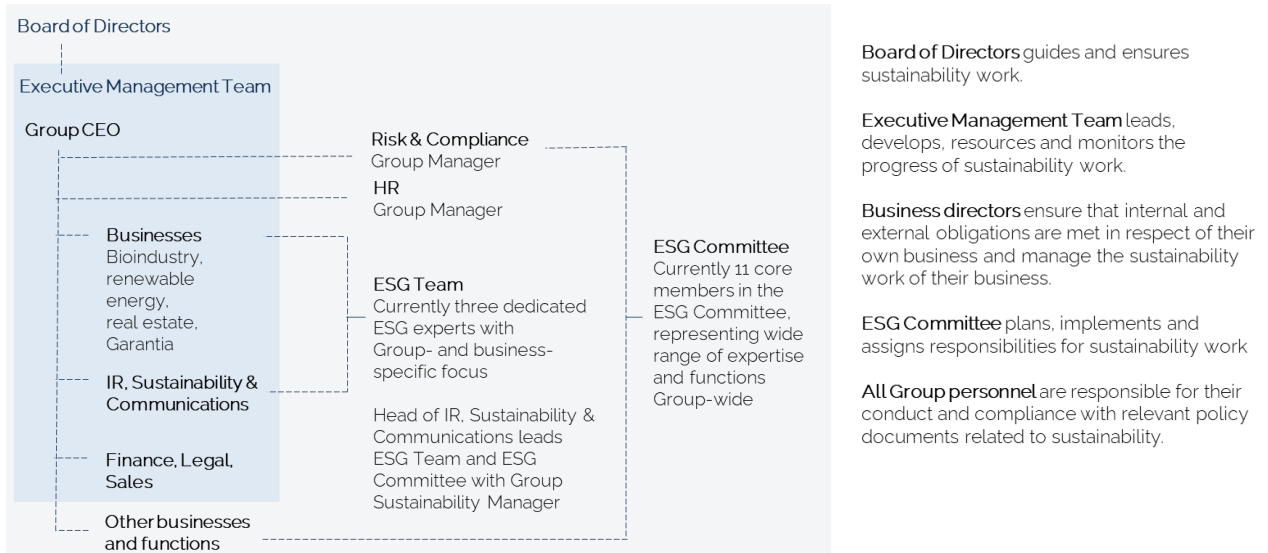 Board of Directors
Executive Management Team
Group CEO
Risk & Compliance
Group Manager
HR
Group Manager
Businesses
Bioindustry,
renewable
energy,
real estate,
Garantia
IR, Sustainability &
Communications
Finance, Legal,
Sales
Other businesses
and functions
ESG Team
Currently three dedicated
ESG experts with
Group- and business-
specific focus
Head of IR, Sustainability &
Communications leads
ESG Team and ESG
Committee with Group
Sustainability Manager
ESG Committee
Currently 11 core
members in the
ESG Committee,
representing wide
range of expertise
and functions
Group-wide
Board of Directors guides and ensures
sustainability work.
Executive Management Team leads,
develops, resources and monitors the
progress of sustainability work.
Business directors ensure that internal and
external obligations are met in respect of their
own business and manage the sustainability
work of their business.
ESG Committee plans, implements and
assigns responsibilities for sustainability work
All Group personnel are responsible for their
conduct and compliance with relevant policy
documents related to sustainability.